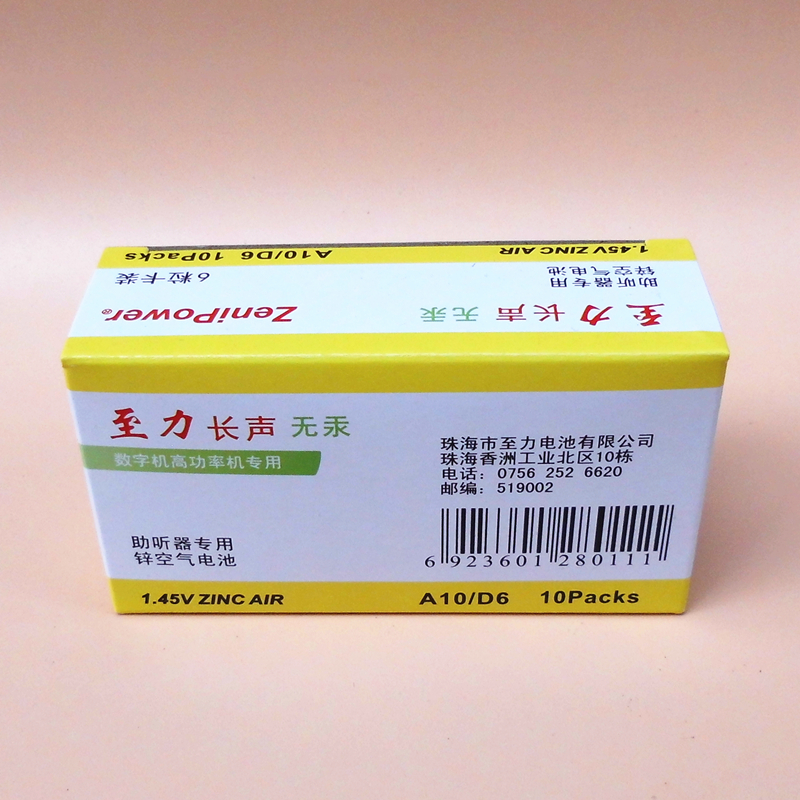 1.45V ZINC AIR
A10/D6 10Packs
助听器专用
锌空气电池
6粒卡装
至力 长声 无汞
ZeniPower®
至力 长声 无汞
数字机高功率机专用
珠海市至力电池有限公司
珠海香洲工业北区10栋
电话: 0756 252 6620
邮编: 519002
助听器专用
锌空气电池
6 923601 280111
1.45V ZINC AIR
A10/D6 10Packs